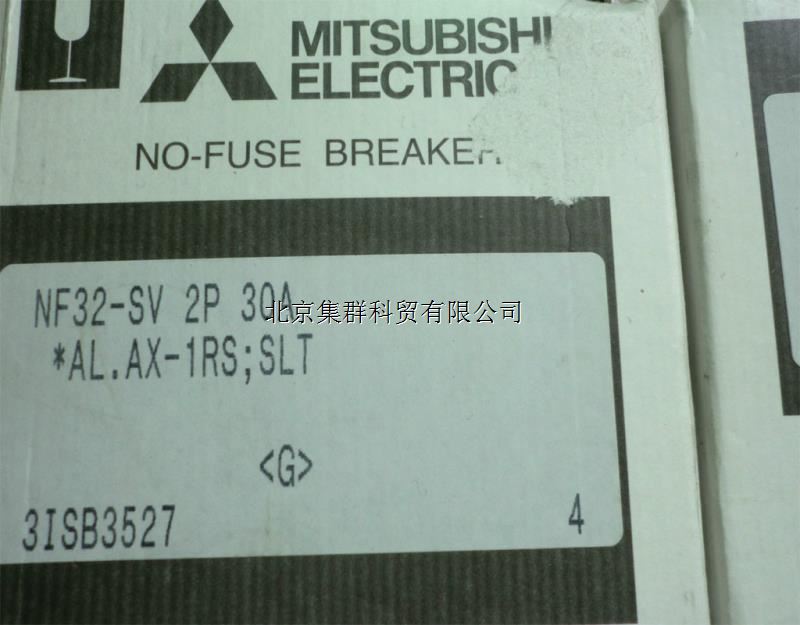 MITSUBISHI
ELECTRIC
NO-FUSE BREAKER
NF32-SV 2P 30A
北京集群科贸有限公司
*AL.AX-1RS;SLT
<G>
3ISB3527 4